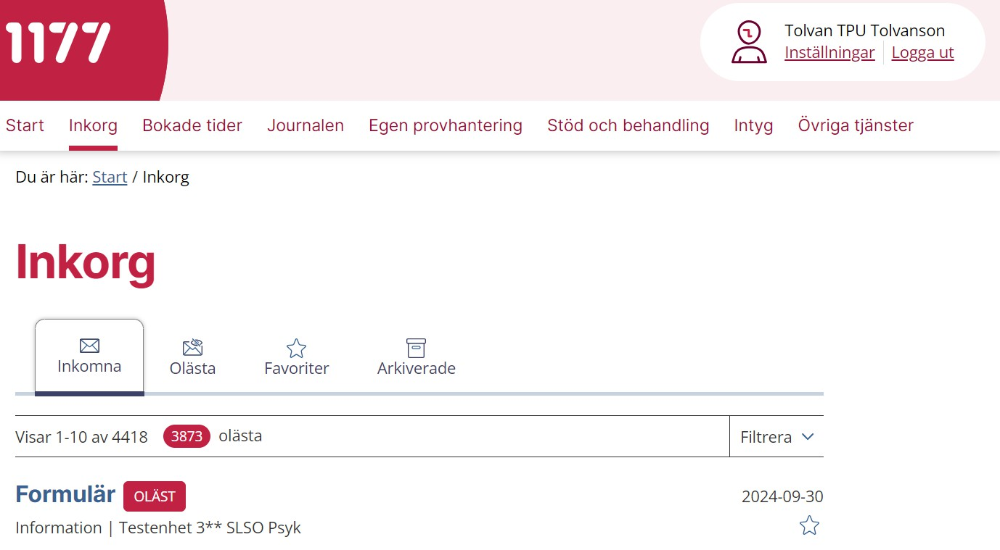 1177
Tolvan TPU Tolvanson
Inställningar Logga ut
Start Inkorg Bokade tider Journalen Egen provhantering Stöd och behandling Intyg Övriga tjänster
Du är här: Start / Inkorg
Inkorg
Inkomna Olästa Favoriter Arkiverade
Visar 1-10 av 4418 3873 olästa Filtrera
Formulär OLÄST 2024-09-30
Information | Testenhet 3** SLSO Psyk